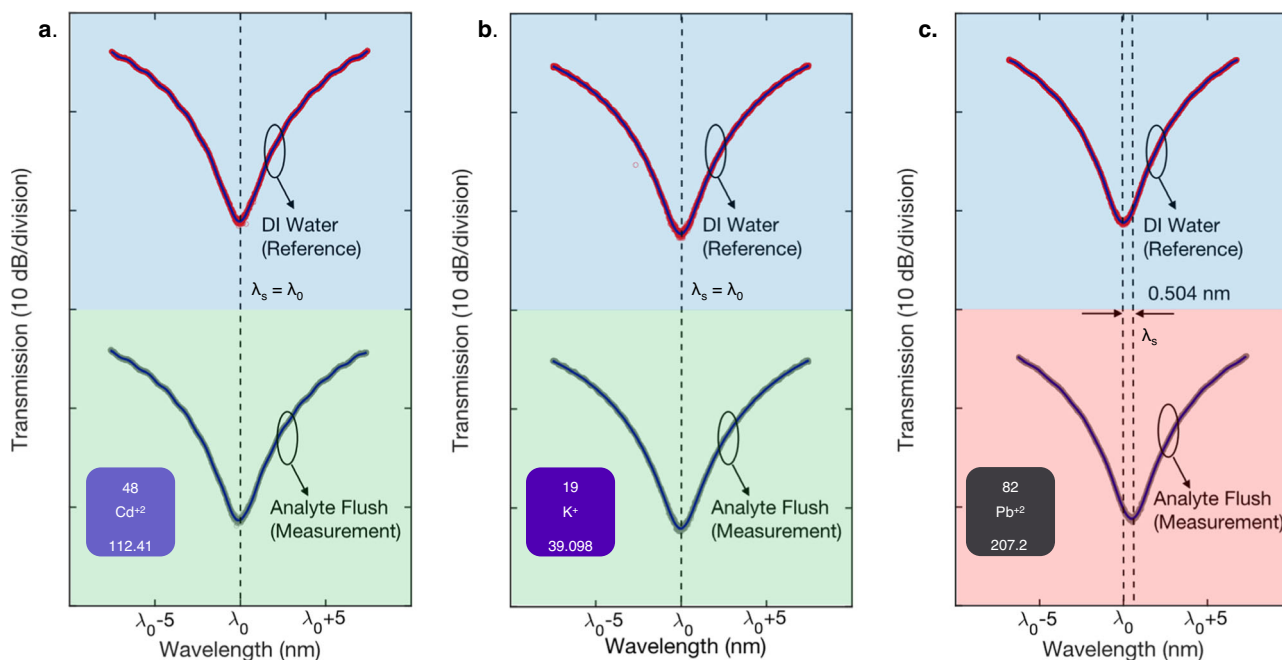 a.
Transmission (10 dB/division)
DI Water
(Reference)
λs = λ0
48
Cd+2
112.41
Analyte Flush
(Measurement)
λ0-5
λ0
λ0+5
Wavelength (nm)
b.
Transmission (10 dB/division)
DI Water
(Reference)
λs = λ0
19
K+
39.098
Analyte Flush
(Measurement)
λ0-5
λ0
λ0+5
Wavelength (nm)
c.
Transmission (10 dB/division)
DI Water
(Reference)
0.504 nm
λs
82
Pb+2
207.2
Analyte Flush
(Measurement)
λ0-5
λ0
λ0+5
Wavelength (nm)